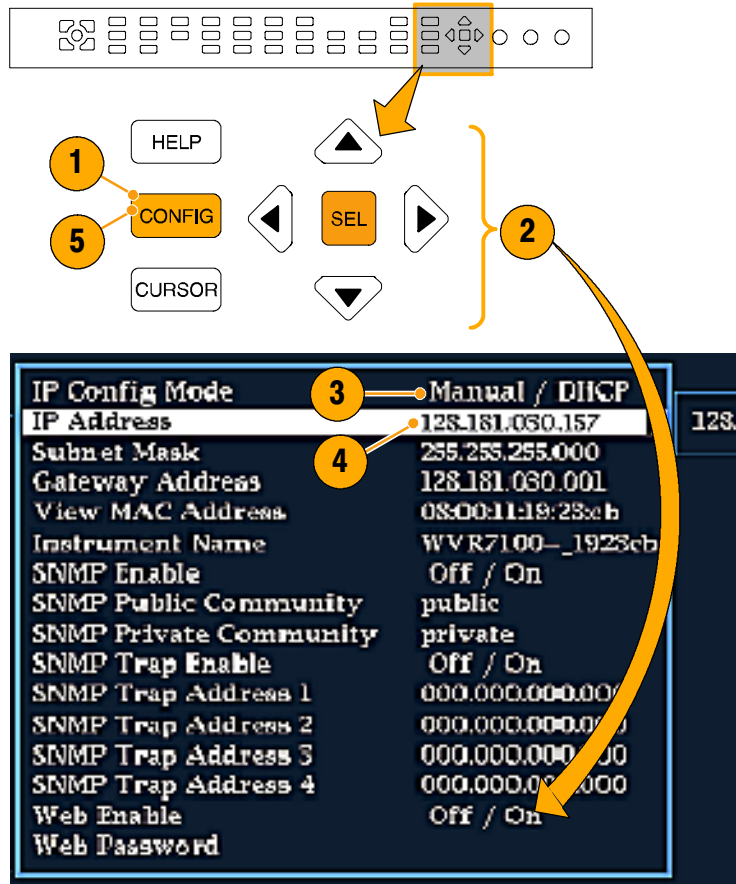 HELP
1
CONFIG
SEL
2
5
CURSOR
IP Config Mode 3 Manual / DHCP
IP Address 128.181.030.157 128.
Subnet Mask 4 255.255.255.000
Gateway Address 128.181.030.001
View MAC Address 08:00:11:19:23:cb
Instrument Name WVR7100--_1923cb
SNMP Enable Off / On
SNMP Public Community public
SNMP Private Community private
SNMP Trap Enable Off / On
SNMP Trap Address 1
SNMP Trap Address 2
SNMP Trap Address 3
SNMP Trap Address 4
Web Enable Off / On
Web Password